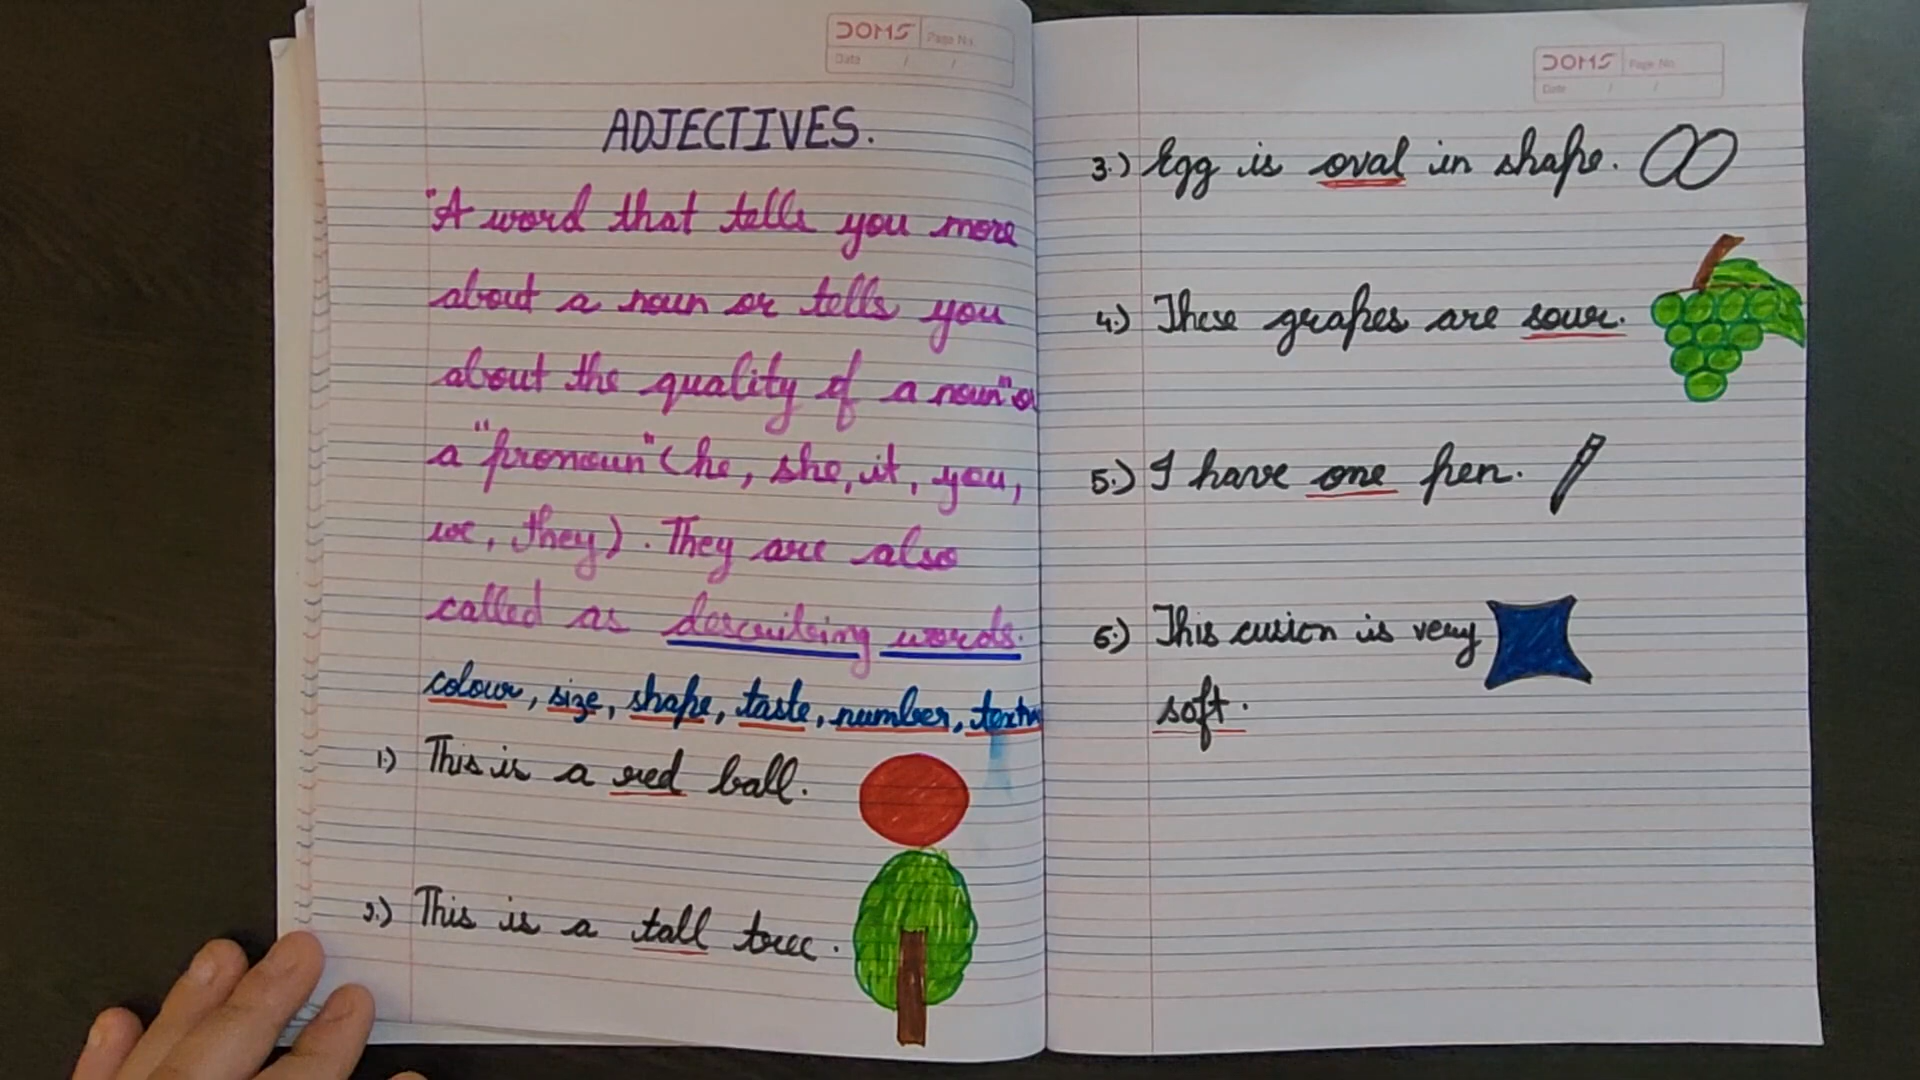 DOMS Page No.
Date / /
ADJECTIVES.
"A word that tells you more
about a noun or tells you
about the quality of a noun" or
a "pronoun" (he, she, it, you,
we, they). They are also
called as describing words.
colour, size, shape, taste, number,
1.) This is a red ball.
2.) This is a tall tree.
DOMS Page No.
Date / /
3.) Egg is oval in shape.
4.) These grapes are sour.
5.) I have one pen.
6.) This cusion is very
soft.